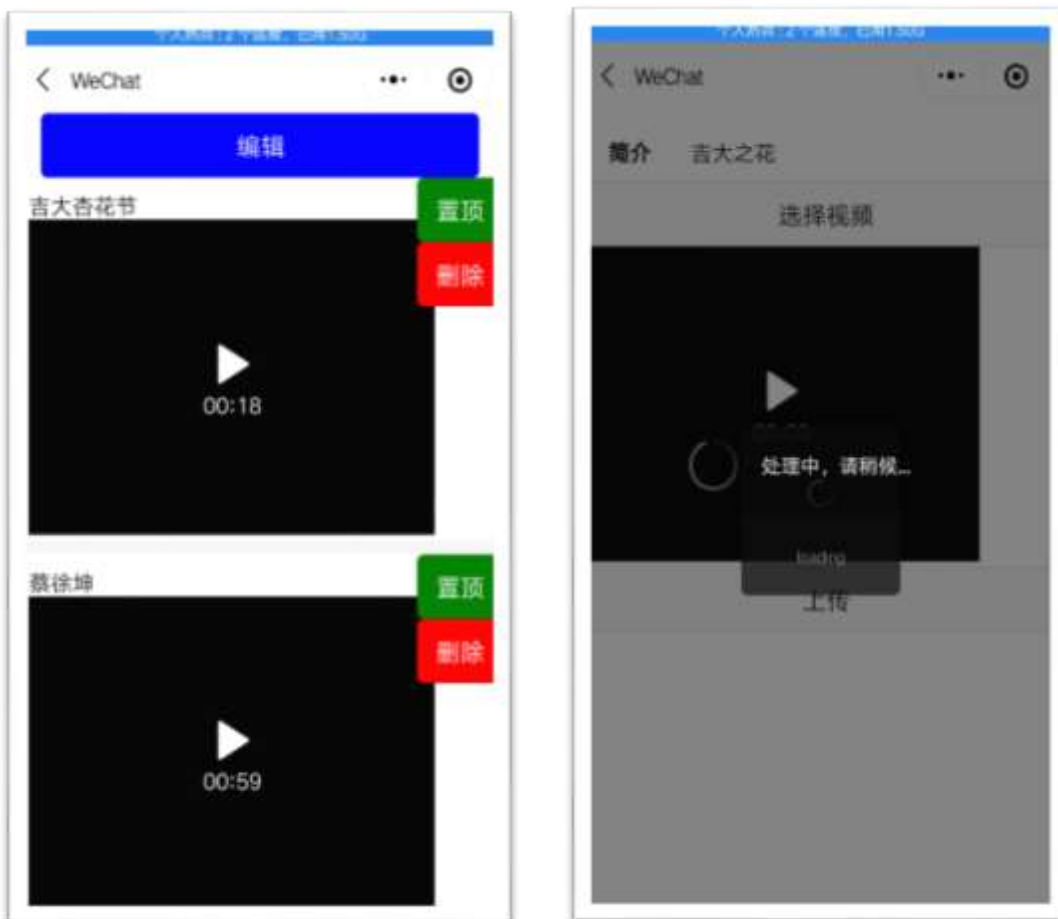 WeChat
编辑
吉大杏花节
置顶
删除
00:18
蔡徐坤
置顶
删除
00:59
WeChat
简介 吉大之花
选择视频
处理中，请稍候...
loading
上传